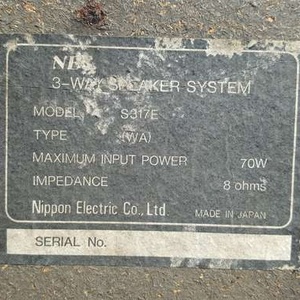 3-WAY SPEAKER SYSTEM
MODEL S317E
TYPE (WA)
MAXIMUM INPUT POWER 70W
IMPEDANCE 8 ohms
Nippon Electric Co., Ltd MADE IN JAPAN
SERIAL No.